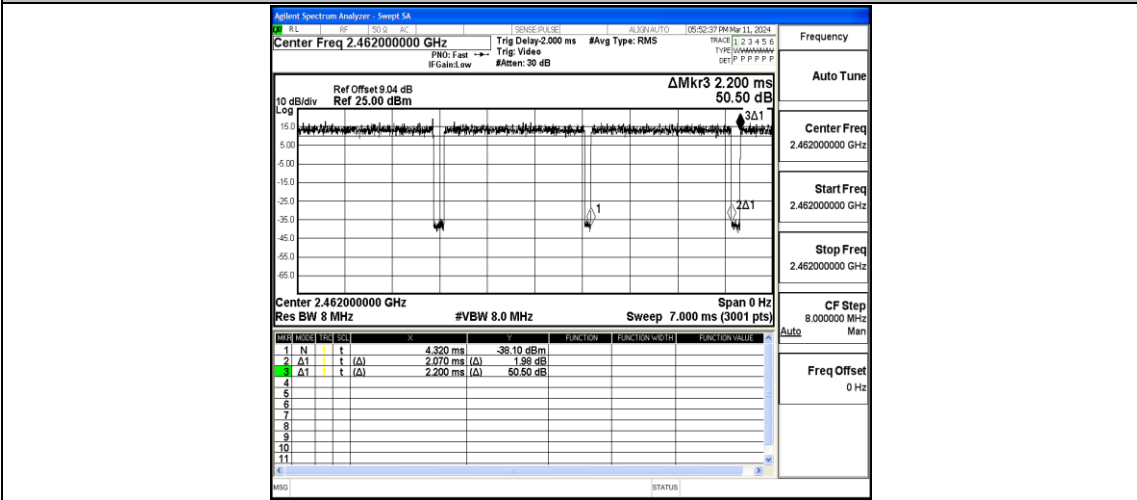 Agilent Spectrum Analyzer - Swept SA
RL RF 50 Ω AC SENSE:PULSE ALIGN AUTO 05:52:37 PM Mar 11, 2024
Center Freq 2.462000000 GHz
PNO: Fast
IFGain:Low
Trig Delay-2.000 ms
Trig: Video
#Atten: 30 dB
#Avg Type: RMS
TRACE 1 2 3 4 5 6
TYPE WWWWWW
DET P P P P P P
Ref Offset 9.04 dB
10 dB/div Ref 25.00 dBm
Log
ΔMkr3 2.200 ms
50.50 dB
15.0
5.00
-5.00
-15.0
-25.0
-35.0
-45.0
-55.0
-65.0
3Δ1
1
2Δ1
Center 2.462000000 GHz Span 0 Hz
Res BW 8 MHz #VBW 8.0 MHz Sweep 7.000 ms (3001 pts)
MKR MODE TRC SCL X Y FUNCTION FUNCTION WIDTH FUNCTION VALUE
1 N 1 t 4.320 ms -38.10 dBm
2 Δ1 1 t (Δ) 2.070 ms (Δ) 1.98 dB
3 Δ1 1 t (Δ) 2.200 ms (Δ) 50.50 dB
4
5
6
7
8
9
10
11
MSG STATUS
Frequency
Auto Tune
Center Freq
2.462000000 GHz
Start Freq
2.462000000 GHz
Stop Freq
2.462000000 GHz
CF Step
8.000000 MHz
Auto Man
Freq Offset
0 Hz